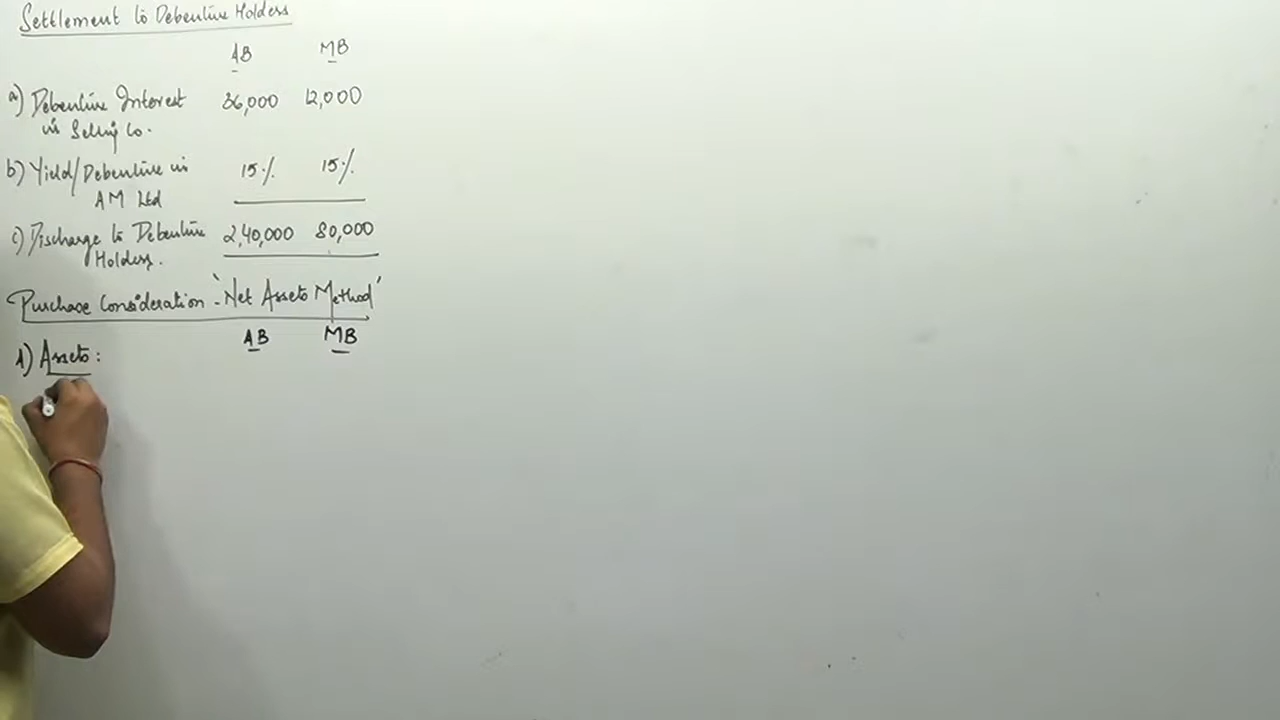 Settlement to Debenture Holders
AB MB
a) Debenture Interest 36,000 12,000
in Selling Co.
b) Yield/Debenture in 15% 15%
AM Ltd
c) Discharge to Debenture 2,40,000 80,000
Holders.
Purchase Consideration - 'Net Assets Method'
AB MB
1) Assets: